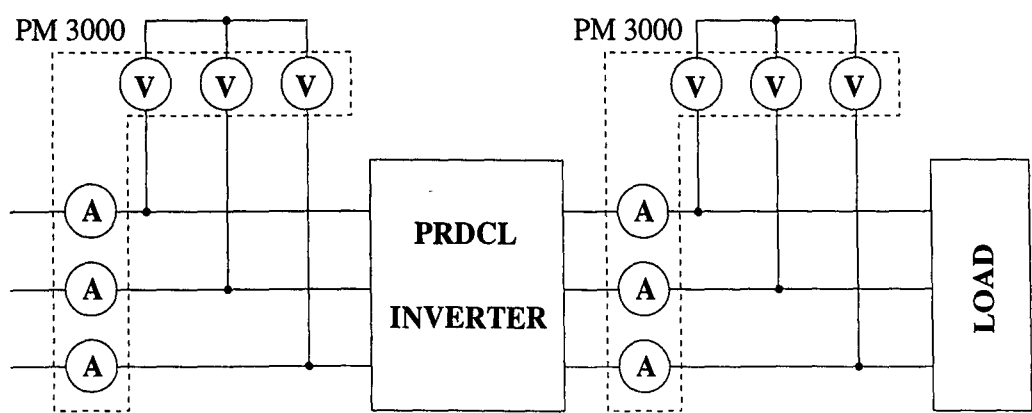 PM 3000
PM 3000
V V V
V V V
A
A
PRDCL
A
A
INVERTER
LOAD
A
A